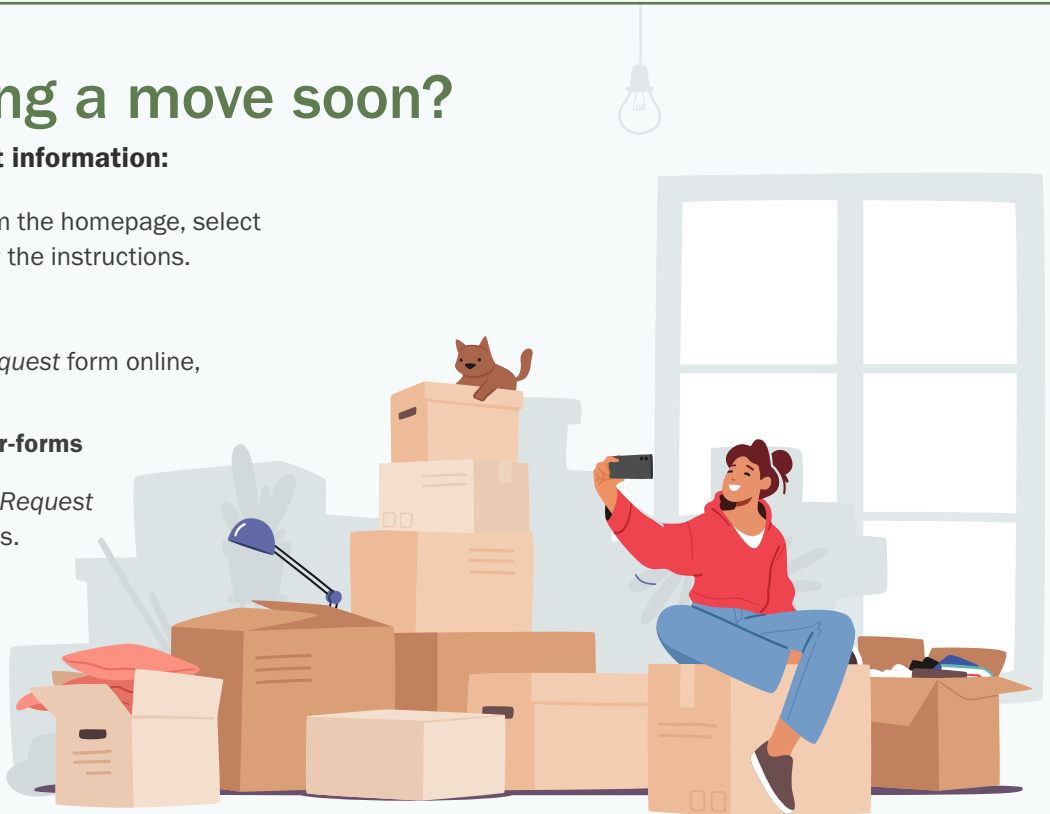 ng a move soon?
t information:
m the homepage, select
the instructions.
quest form online,
r-forms
Request
s.